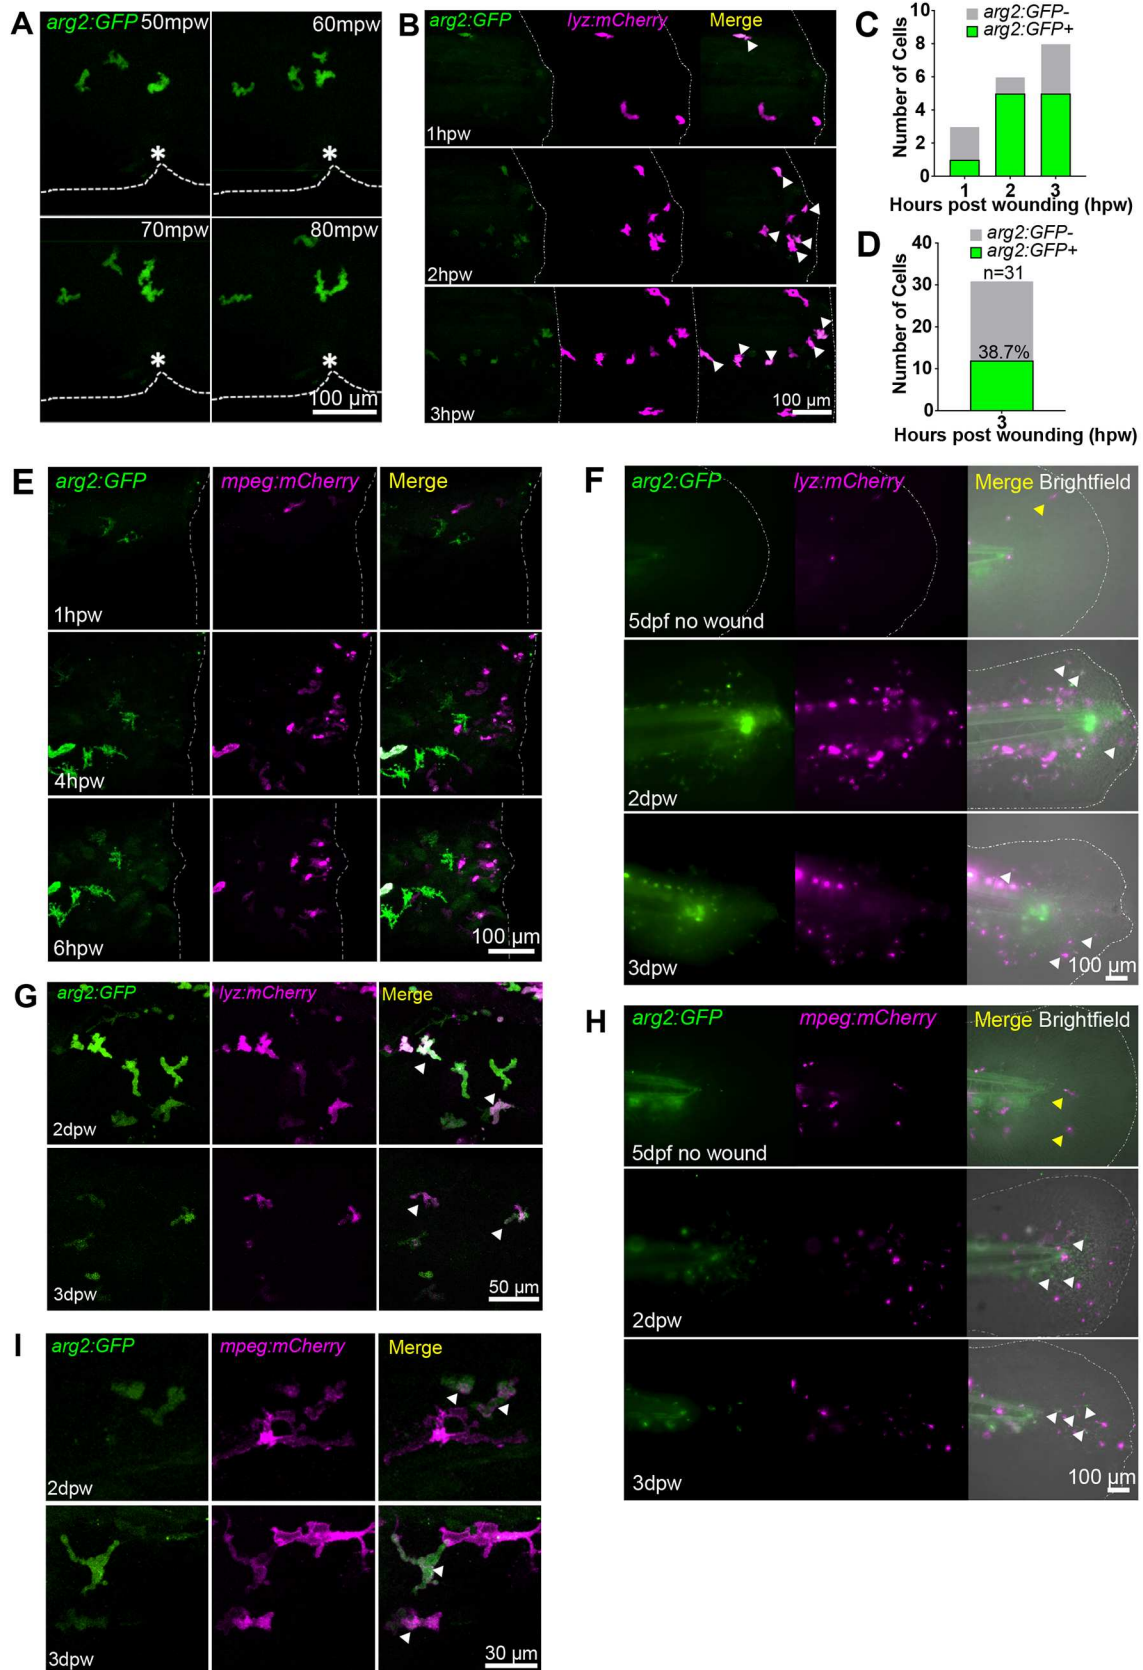 A
arg2:GFP 50mpw
60mpw
*
*
70mpw
80mpw
*
*
100 µm
B
arg2:GFP lyz:mCherry Merge
1hpw
2hpw
3hpw
100 µm
C
arg2:GFP-
arg2:GFP+
Number of Cells
10
8
6
4
2
0
1 2 3
Hours post wounding (hpw)
D
arg2:GFP-
arg2:GFP+
n=31
38.7%
Number of Cells
40
30
20
10
0
3
Hours post wounding (hpw)
E
arg2:GFP mpeg:mCherry Merge
1hpw
4hpw
6hpw
100 µm
F
arg2:GFP lyz:mCherry Merge Brightfield
5dpf no wound
2dpw
3dpw
100 µm
G
arg2:GFP lyz:mCherry Merge
2dpw
3dpw
50 µm
H
arg2:GFP mpeg:mCherry Merge Brightfield
5dpf no wound
2dpw
3dpw
100 µm
I
arg2:GFP mpeg:mCherry Merge
2dpw
3dpw
30 µm